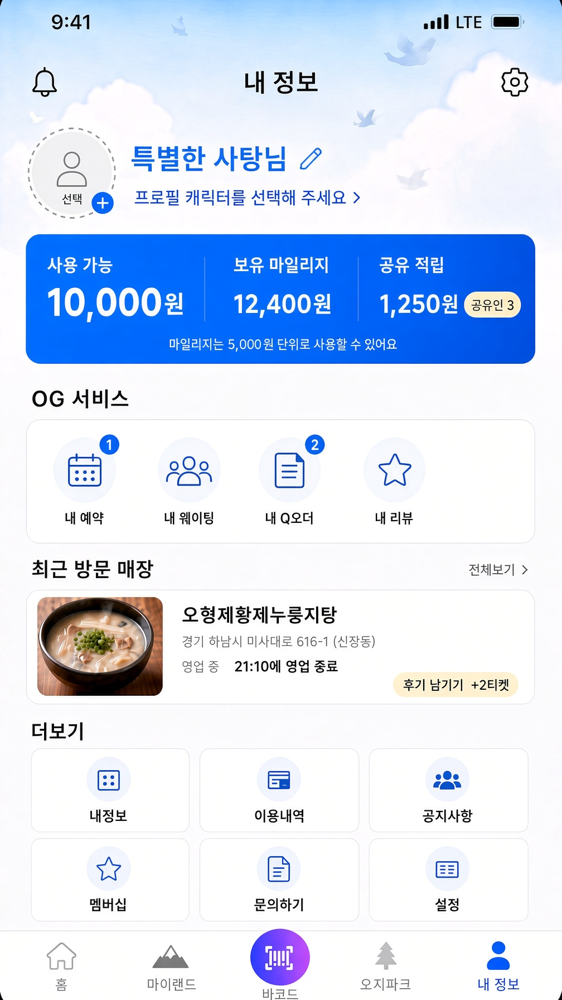 9:41
LTE
내 정보
특별한 사탕님
선택
프로필 캐릭터를 선택해 주세요
사용 가능
보유 마일리지
공유 적립
10,000원
12,400원
1,250원
공유인 3
마일리지는 5,000원 단위로 사용할 수 있어요
OG 서비스
1
2
내 예약
내 웨이팅
내 Q오더
내 리뷰
최근 방문 매장
전체보기
오형제황제누룽지탕
경기 하남시 미사대로 616-1 (신장동)
영업 중 21:10에 영업 종료
후기 남기기 +2티켓
더보기
내정보
이용내역
공지사항
멤버십
문의하기
설정
홈
마이랜드
바코드
오지파크
내 정보